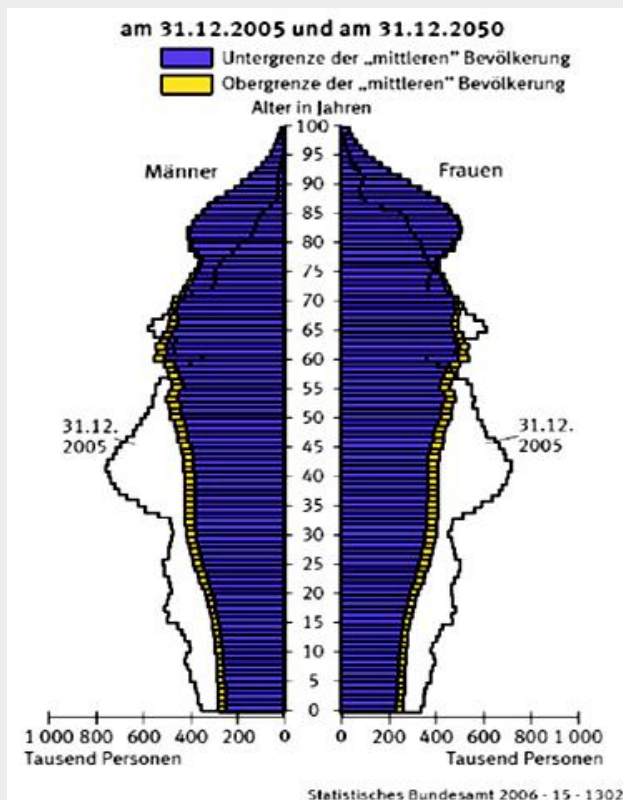 am 31.12.2005 und am 31.12.2050
Untergrenze der „mittleren" Bevölkerung
Obergrenze der „mittleren" Bevölkerung
Alter in Jahren
100
Männer
Frauen
95
90
85
80
75
70
65
60
55
50
45
40
35
30
25
20
15
10
5
0
31.12.
2005
31.12.
2005
1 000 800 600 400 200 0
0 200 400 600 800 1 000
Tausend Personen
Tausend Personen
Statistisches Bundesamt 2006 - 15 - 1302